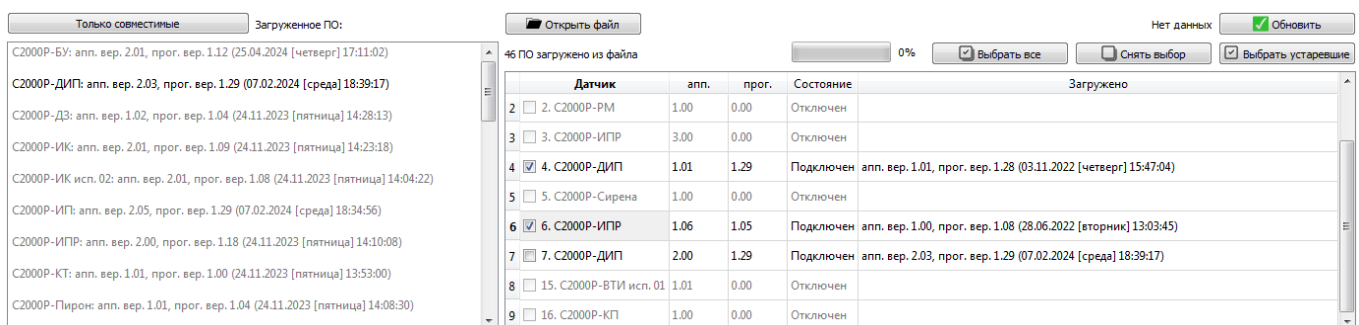 Только совместимые Загруженное ПО: Открыть файл Нет данных Обновить
46 ПО загружено из файла 0% Выбрать все Снять выбор Выбрать устаревшие
С2000Р-БУ: апп. вер. 2.01, прог. вер. 1.12 (25.04.2024 [четверг] 17:11:02)
С2000Р-ДИП: апп. вер. 2.03, прог. вер. 1.29 (07.02.2024 [среда] 18:39:17)
С2000Р-ДЗ: апп. вер. 1.02, прог. вер. 1.04 (24.11.2023 [пятница] 14:28:13)
С2000Р-ИК: апп. вер. 2.01, прог. вер. 1.09 (24.11.2023 [пятница] 14:23:18)
С2000Р-ИК исп. 02: апп. вер. 2.01, прог. вер. 1.08 (24.11.2023 [пятница] 14:04:22)
С2000Р-ИП: апп. вер. 2.05, прог. вер. 1.29 (07.02.2024 [среда] 18:34:56)
С2000Р-ИПР: апп. вер. 2.00, прог. вер. 1.18 (24.11.2023 [пятница] 14:10:08)
С2000Р-КТ: апп. вер. 1.01, прог. вер. 1.00 (24.11.2023 [пятница] 13:53:00)
С2000Р-Пирон: апп. вер. 1.01, прог. вер. 1.04 (24.11.2023 [пятница] 14:08:30)
Датчик апп. прог. Состояние Загружено
2 2. С2000Р-РМ 1.00 0.00 Отключен
3 3. С2000Р-ИПР 3.00 0.00 Отключен
4 4. С2000Р-ДИП 1.01 1.29 Подключен апп. вер. 1.01, прог. вер. 1.28 (03.11.2022 [четверг] 15:47:04)
5 5. С2000Р-Сирена 1.00 0.00 Отключен
6 6. С2000Р-ИПР 1.06 1.05 Подключен апп. вер. 1.00, прог. вер. 1.08 (28.06.2022 [вторник] 13:03:45)
7 7. С2000Р-ДИП 2.00 1.29 Подключен апп. вер. 2.03, прог. вер. 1.29 (07.02.2024 [среда] 18:39:17)
8 15. С2000Р-ВТИ исп. 01 1.01 0.00 Отключен
9 16. С2000Р-КП 1.00 0.00 Отключен